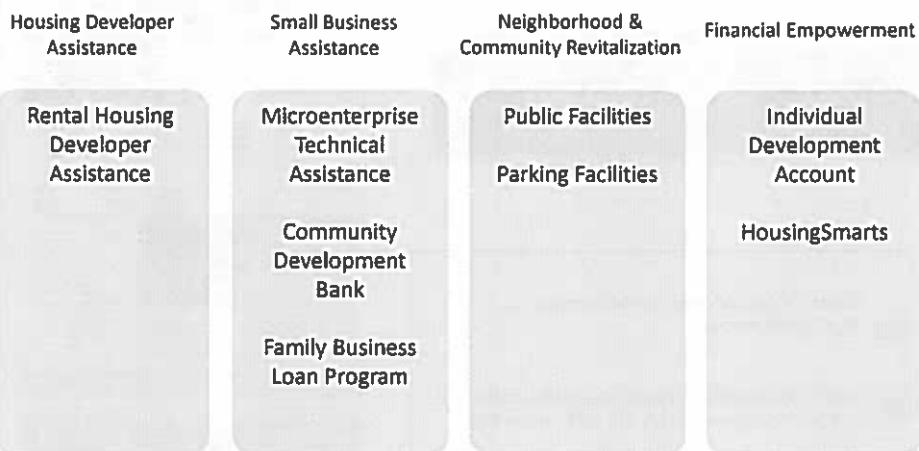 Housing Developer
Assistance
Small Business
Assistance
Neighborhood &
Community Revitalization
Financial Empowerment
Rental Housing
Developer
Assistance
Microenterprise
Technical
Assistance
Community
Development
Bank
Family Business
Loan Program
Public Facilities
Parking Facilities
Individual
Development
Account
HousingSmarts